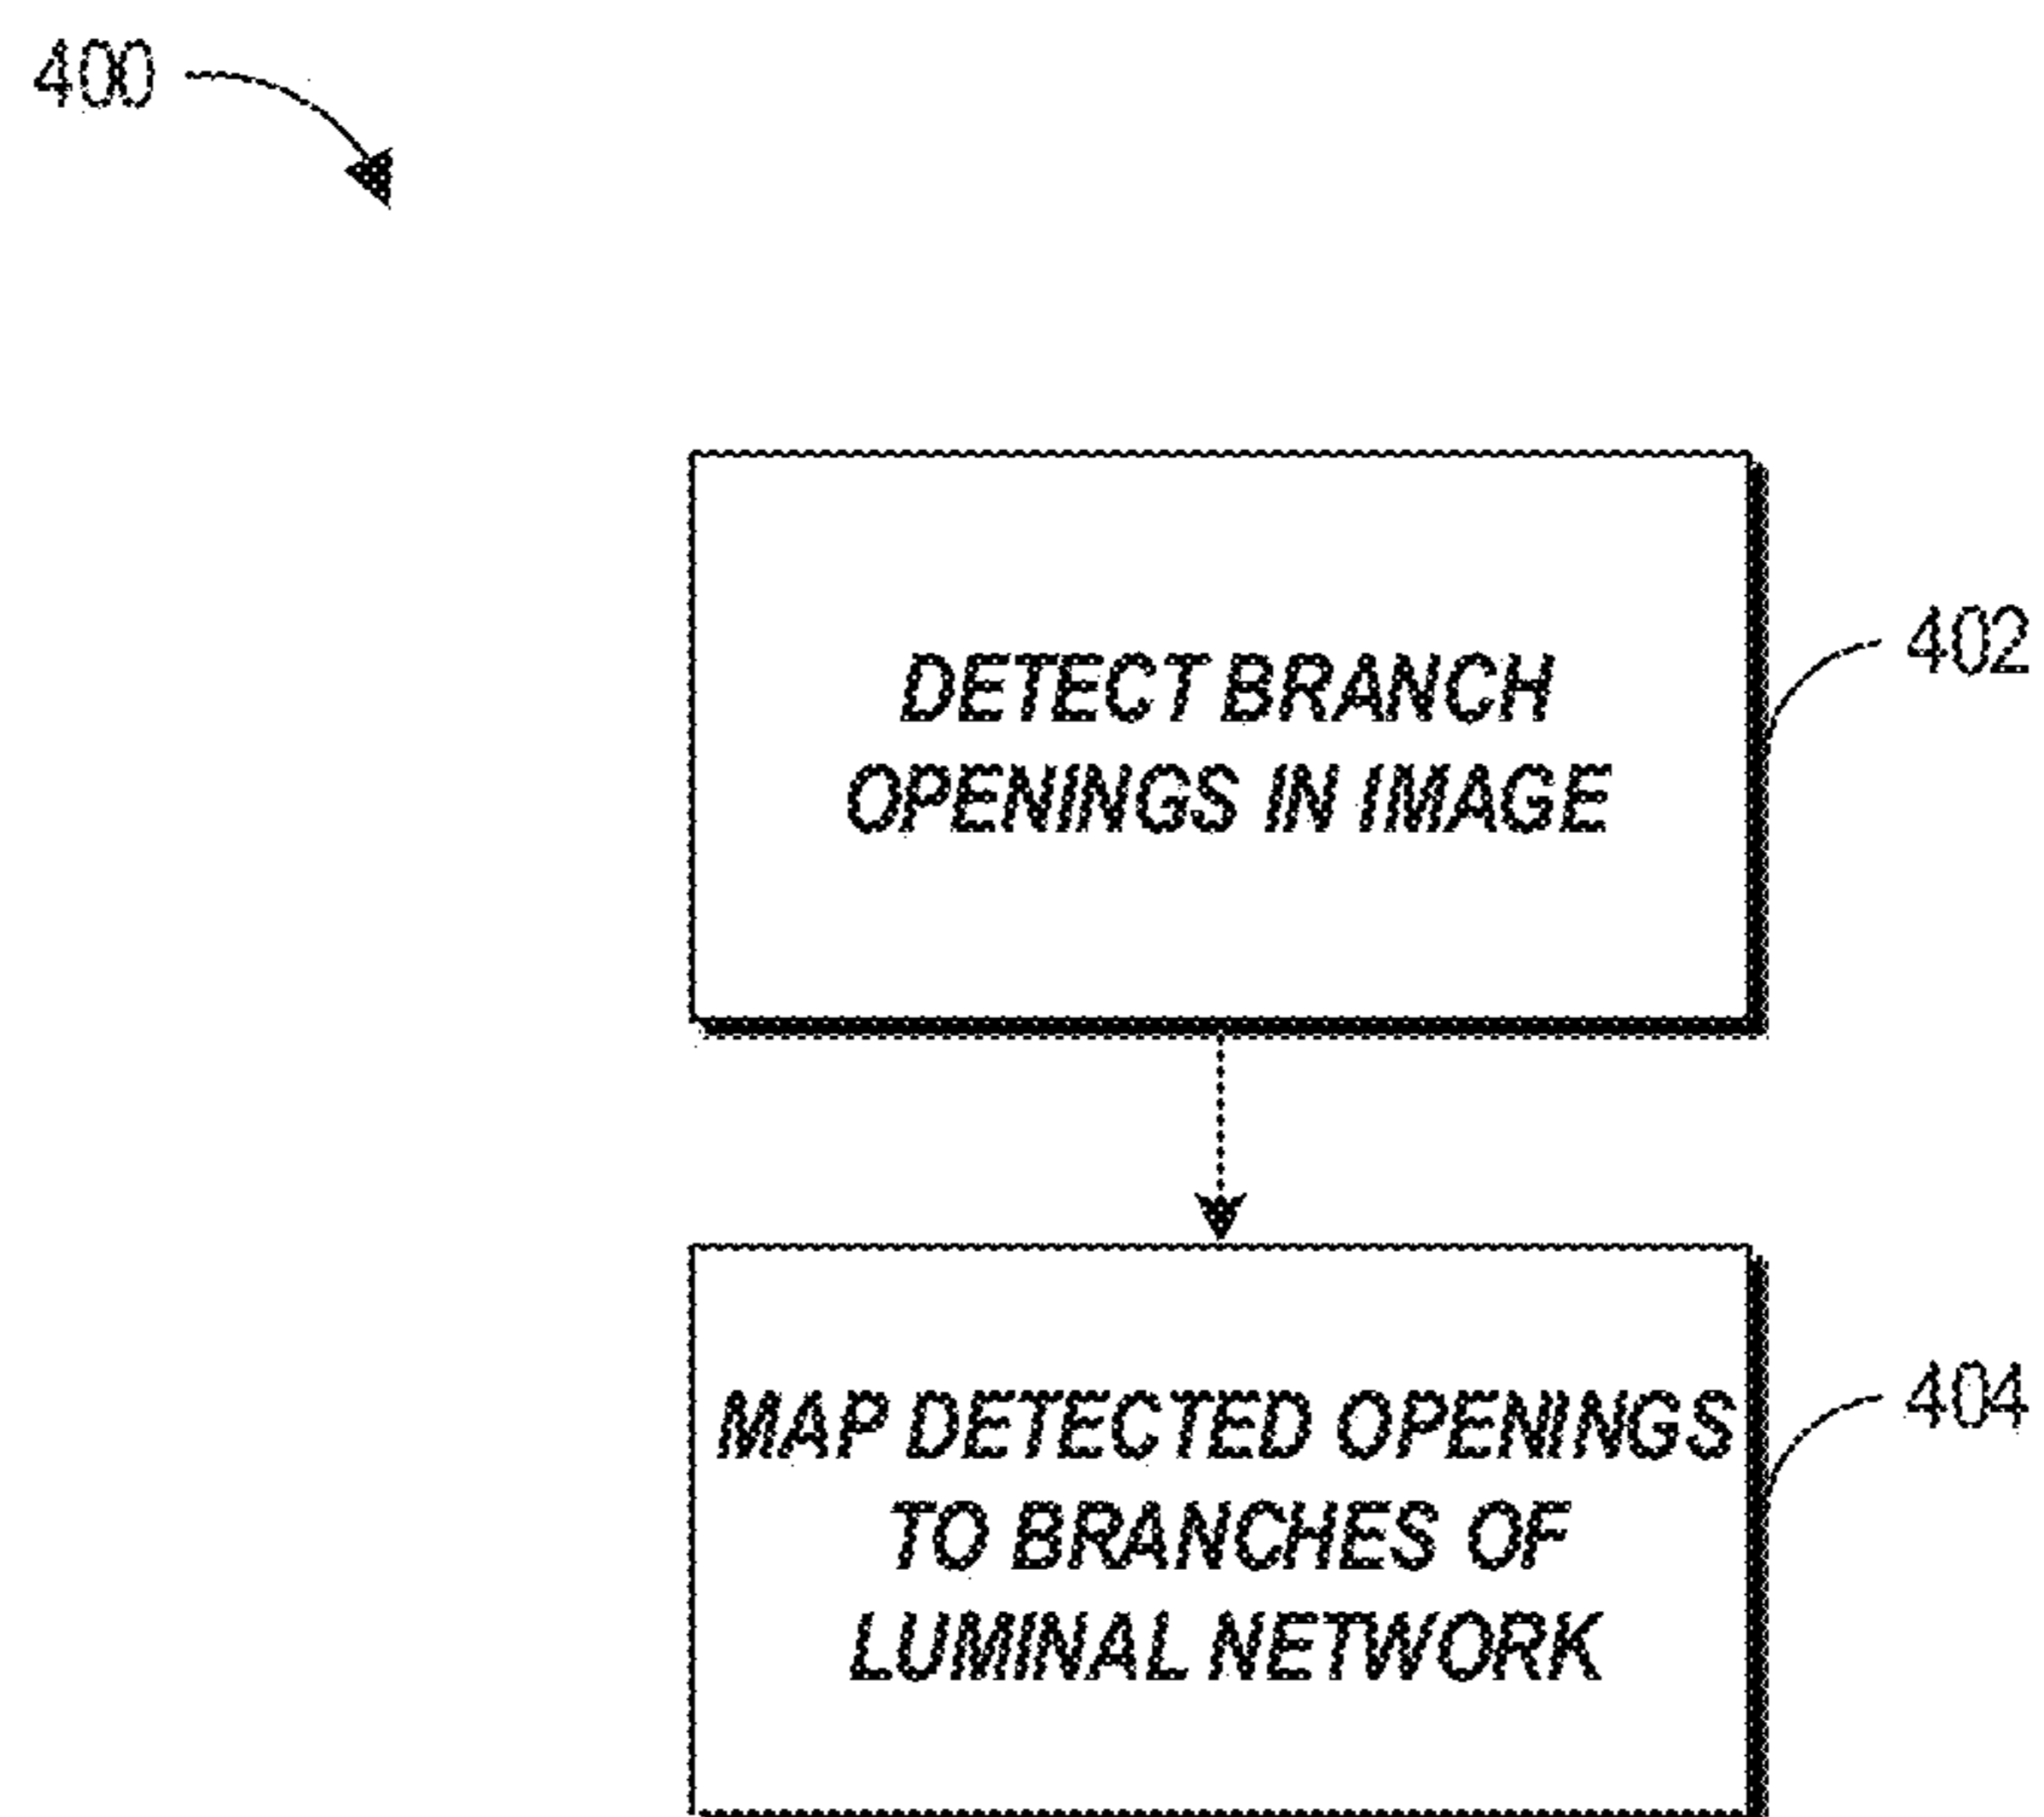 400
DETECT BRANCH
OPENINGS IN IMAGE
402
MAP DETECTED OPENINGS
TO BRANCHES OF
LUMINAL NETWORK
404